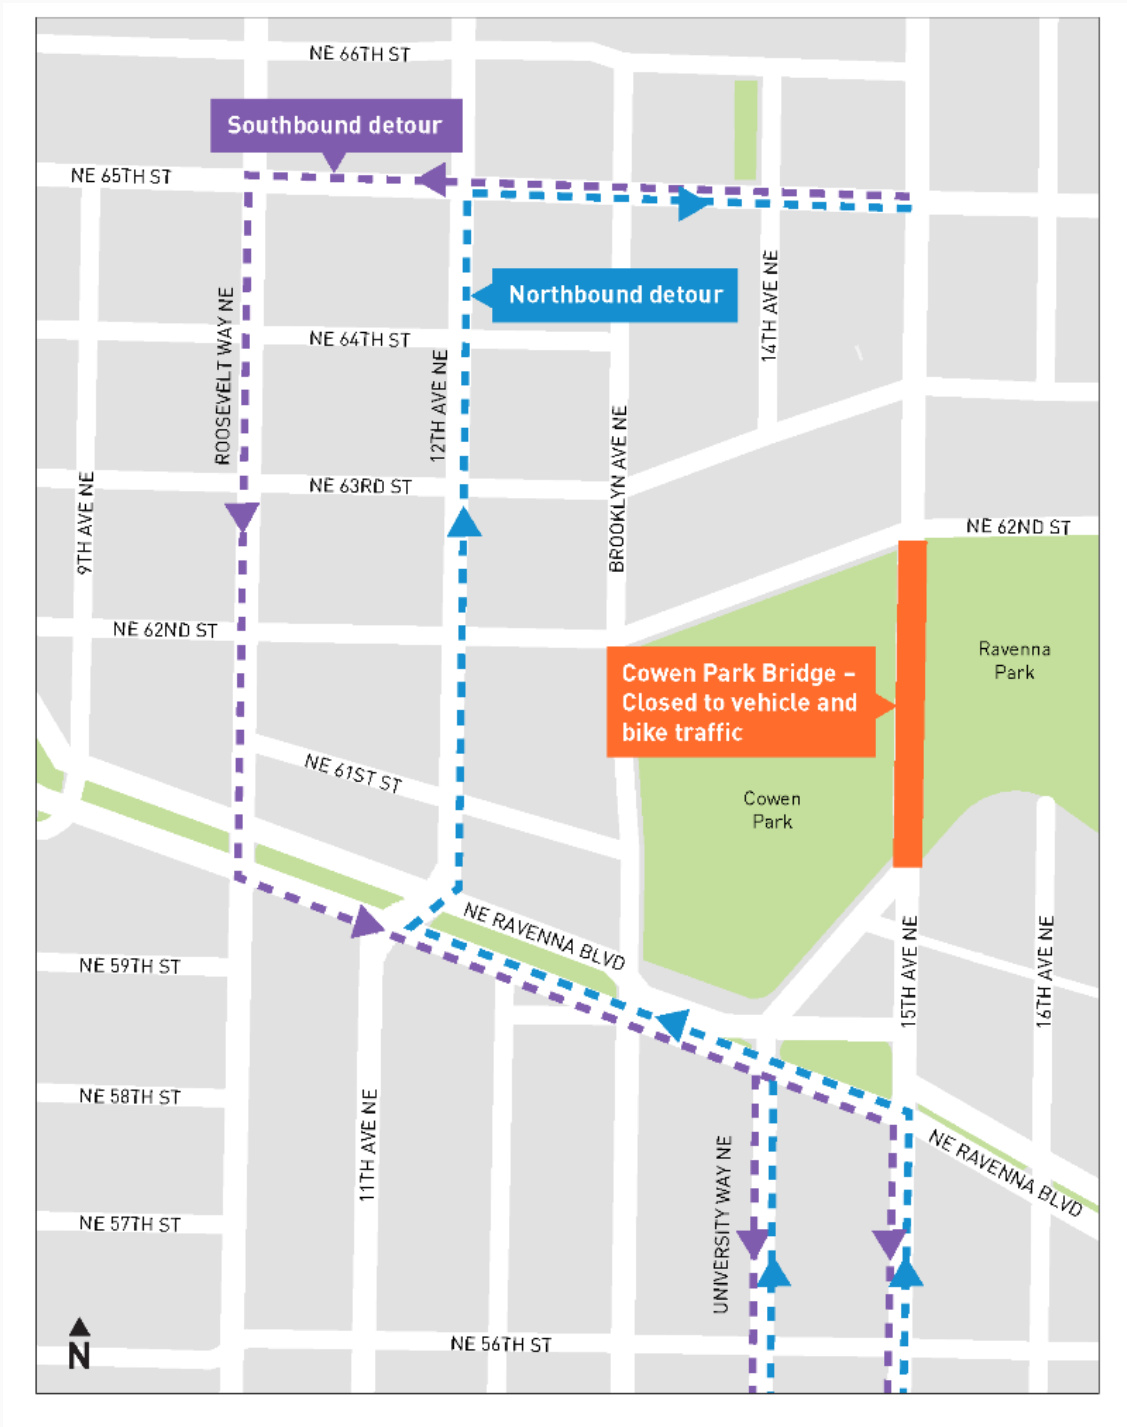 NE 66TH ST
Southbound detour
NE 65TH ST
14TH AVE NE
Northbound detour
ROOSEVELT WAY NE
NE 64TH ST
12TH AVE NE
BROOKLYN AVE NE
9TH AVE NE
NE 63RD ST
NE 62ND ST
NE 62ND ST
Ravenna
Park
Cowen Park Bridge –
Closed to vehicle and
bike traffic
NE 61ST ST
Cowen
Park
NE RAVENNA BLVD
15TH AVE NE
16TH AVE NE
NE 59TH ST
NE 58TH ST
11TH AVE NE
UNIVERSITY WAY NE
NE RAVENNA BLVD
NE 57TH ST
NE 56TH ST
N